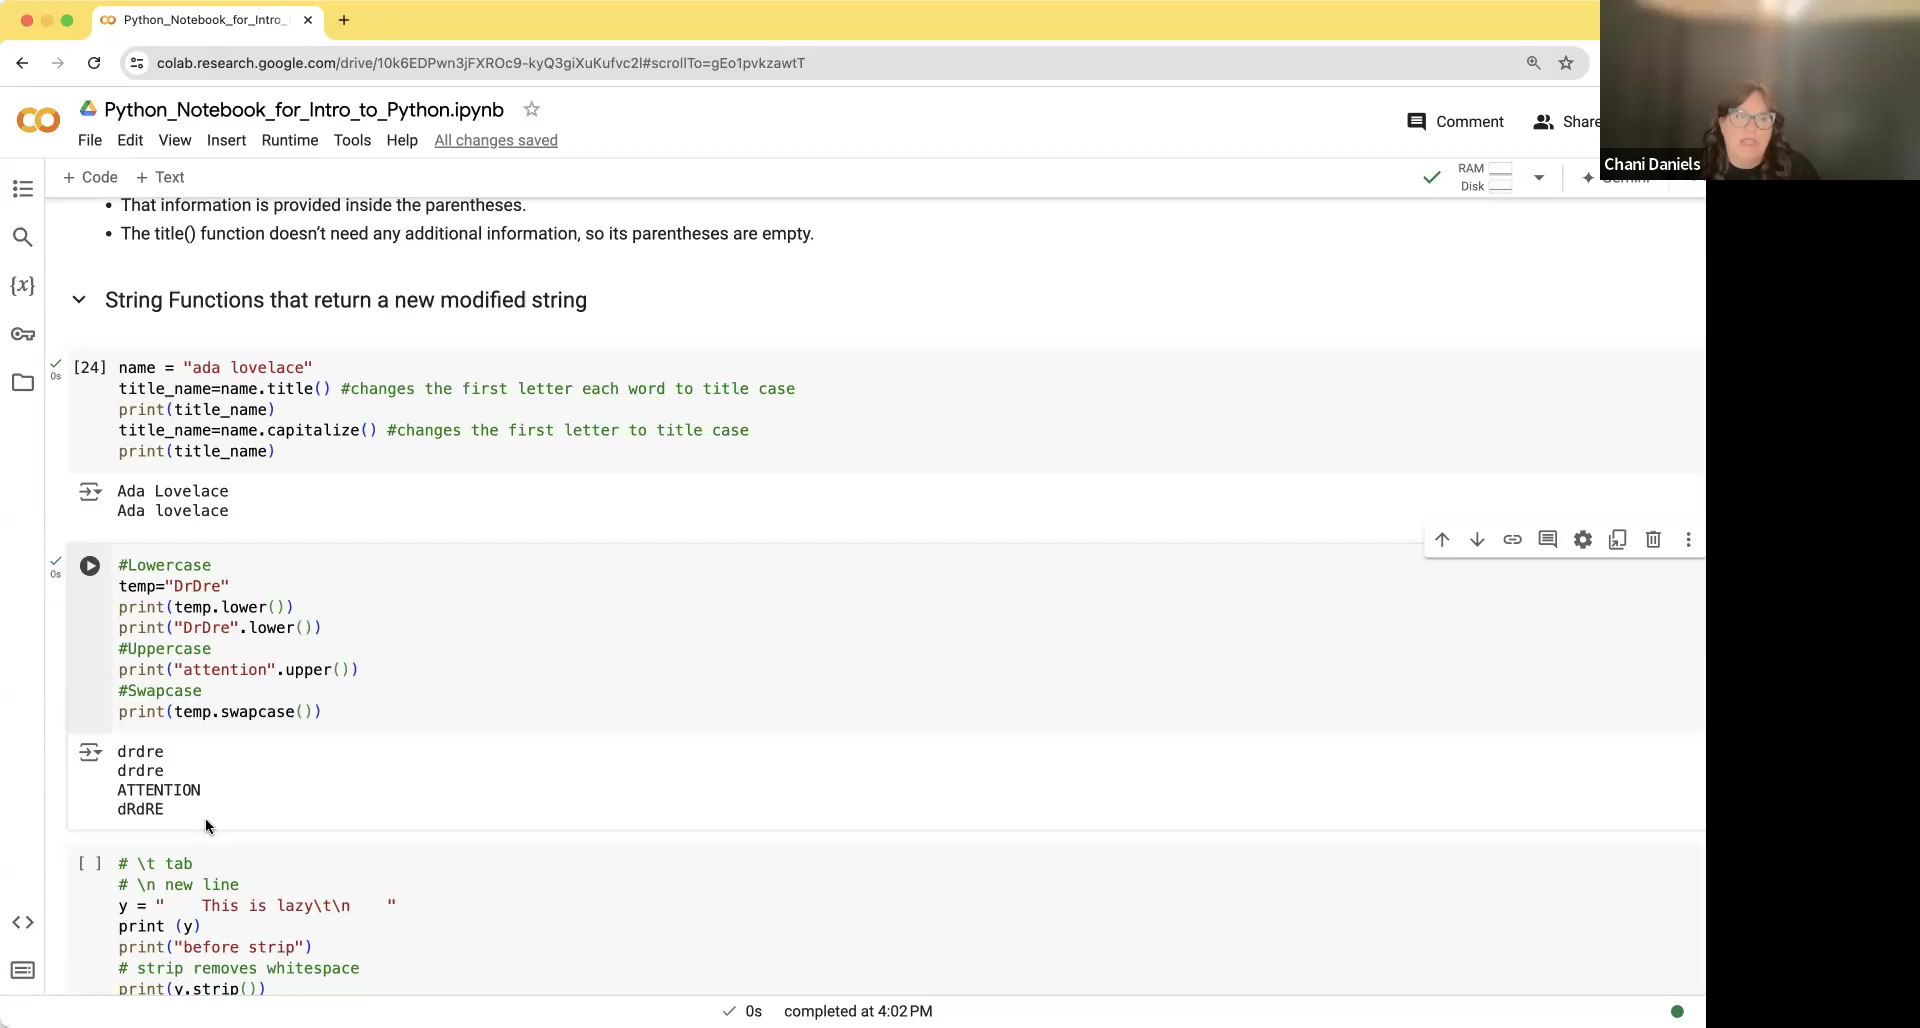 Python_Notebook_for_Intro_
colab.research.google.com/drive/10k6EDPwn3jFXROc9-kyQ3giXuKufvc2l#scrollTo=gEo1pvkzawtT
Python_Notebook_for_Intro_to_Python.ipynb
File Edit View Insert Runtime Tools Help All changes saved
Comment
Share
Chani Daniels
+ Code + Text
RAM
Disk
Gemini
• That information is provided inside the parentheses.
• The title() function doesn't need any additional information, so its parentheses are empty.
String Functions that return a new modified string
0s
[24] name = "ada lovelace"
title_name=name.title() #changes the first letter each word to title case
print(title_name)
title_name=name.capitalize() #changes the first letter to title case
print(title_name)
Ada Lovelace
Ada lovelace
0s
#Lowercase
temp="DrDre"
print(temp.lower())
print("DrDre".lower())
#Uppercase
print("attention".upper())
#Swapcase
print(temp.swapcase())
drdre
drdre
ATTENTION
dRdRE
[ ] # \t tab
# \n new line
y = "    This is lazy\t\n    "
print (y)
print("before strip")
# strip removes whitespace
print(y.strip())
0s completed at 4:02 PM